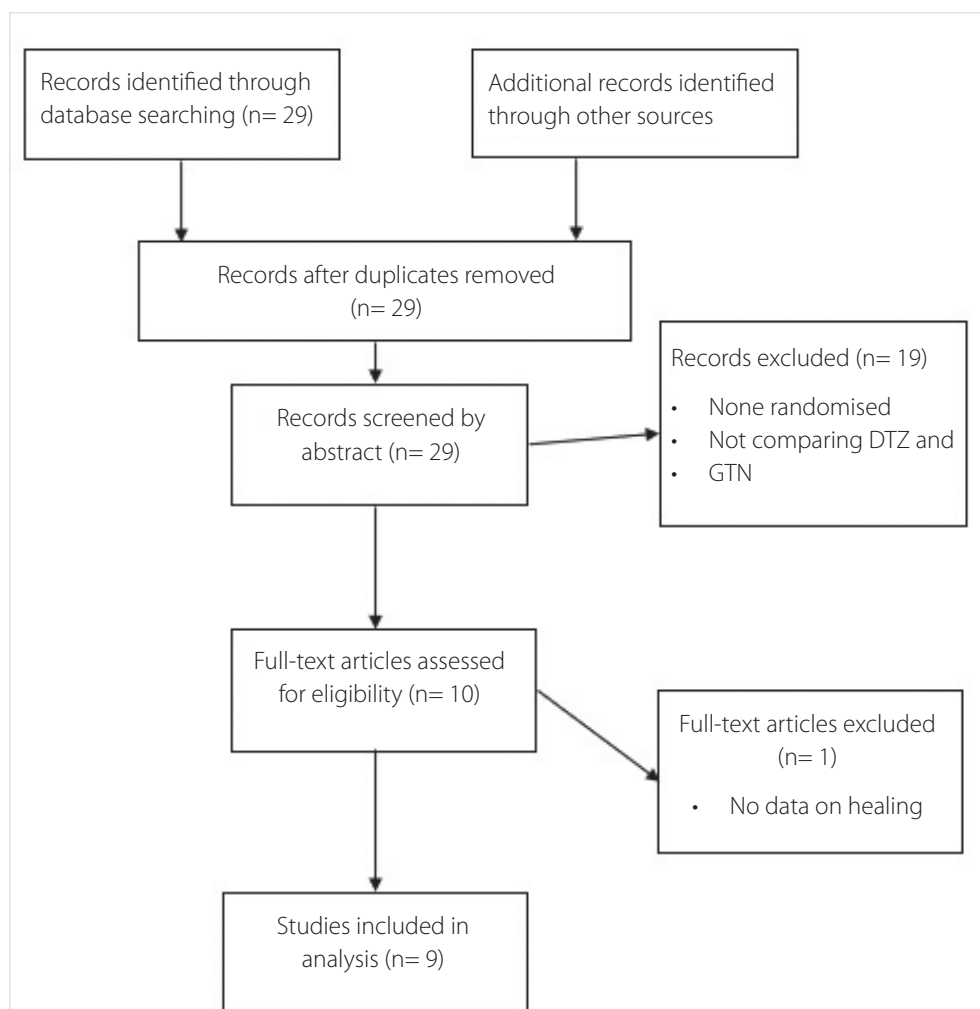 Records identified through
database searching (n= 29)
Additional records identified
through other sources
Records after duplicates removed
(n= 29)
Records screened by
abstract (n= 29)
Records excluded (n= 19)
• None randomised
• Not comparing DTZ and
• GTN
Full-text articles assessed
for eligibility (n= 10)
Full-text articles excluded
(n= 1)
• No data on healing
Studies included in
analysis (n= 9)